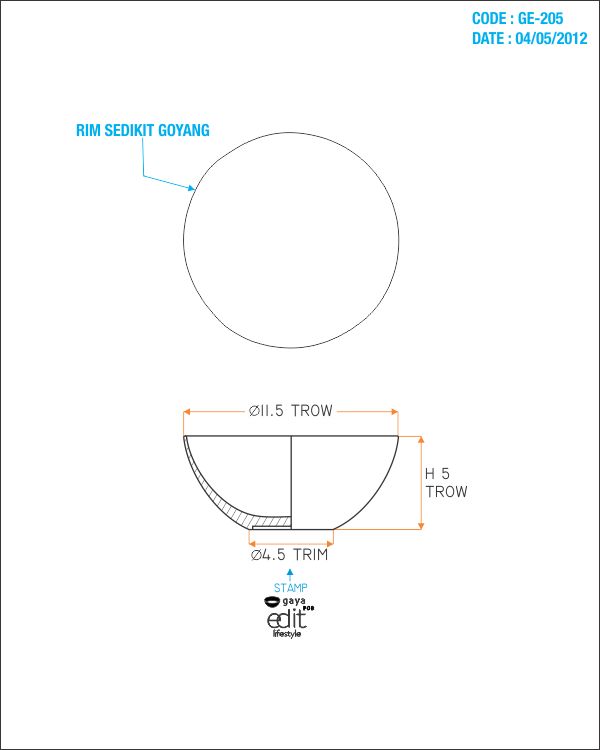 CODE : GE-205
DATE : 04/05/2012
RIM SEDIKIT GOYANG
Ø11.5 TROW
H 5
TROW
Ø4.5 TRIM
STAMP
gaya
edit POB
lifestyle